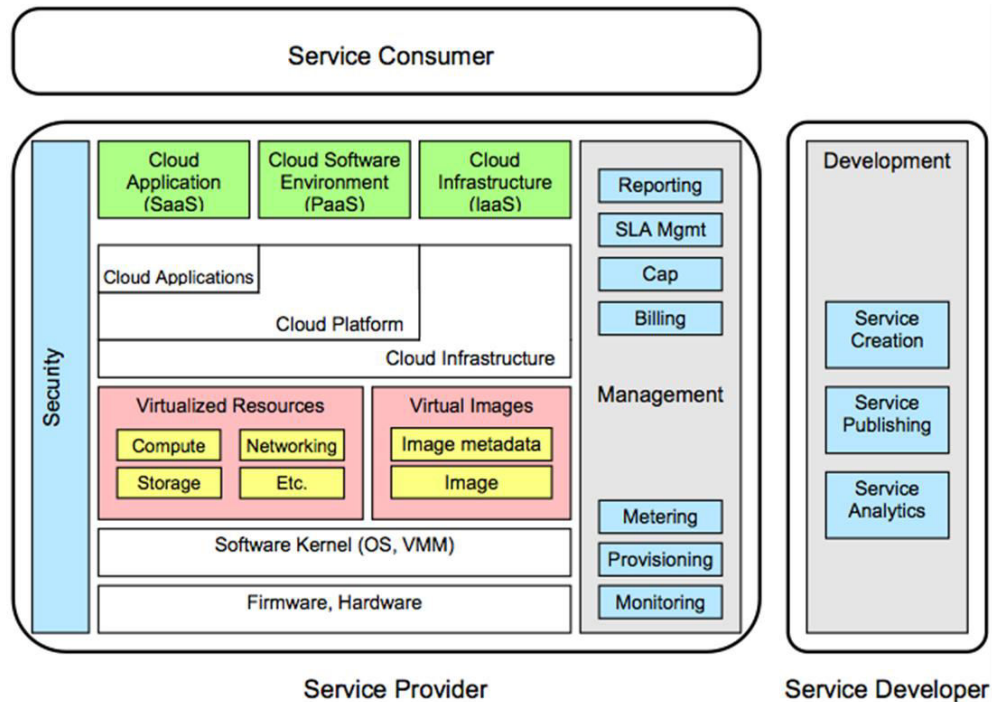 Service Consumer
Security
Cloud
Application
(SaaS)
Cloud Software
Environment
(PaaS)
Cloud
Infrastructure
(IaaS)
Cloud Applications
Cloud Platform
Cloud Infrastructure
Virtualized Resources
Compute
Networking
Storage
Etc.
Virtual Images
Image metadata
Image
Software Kernel (OS, VMM)
Firmware, Hardware
Reporting
SLA Mgmt
Cap
Billing
Management
Metering
Provisioning
Monitoring
Service Provider
Development
Service
Creation
Service
Publishing
Service
Analytics
Service Developer